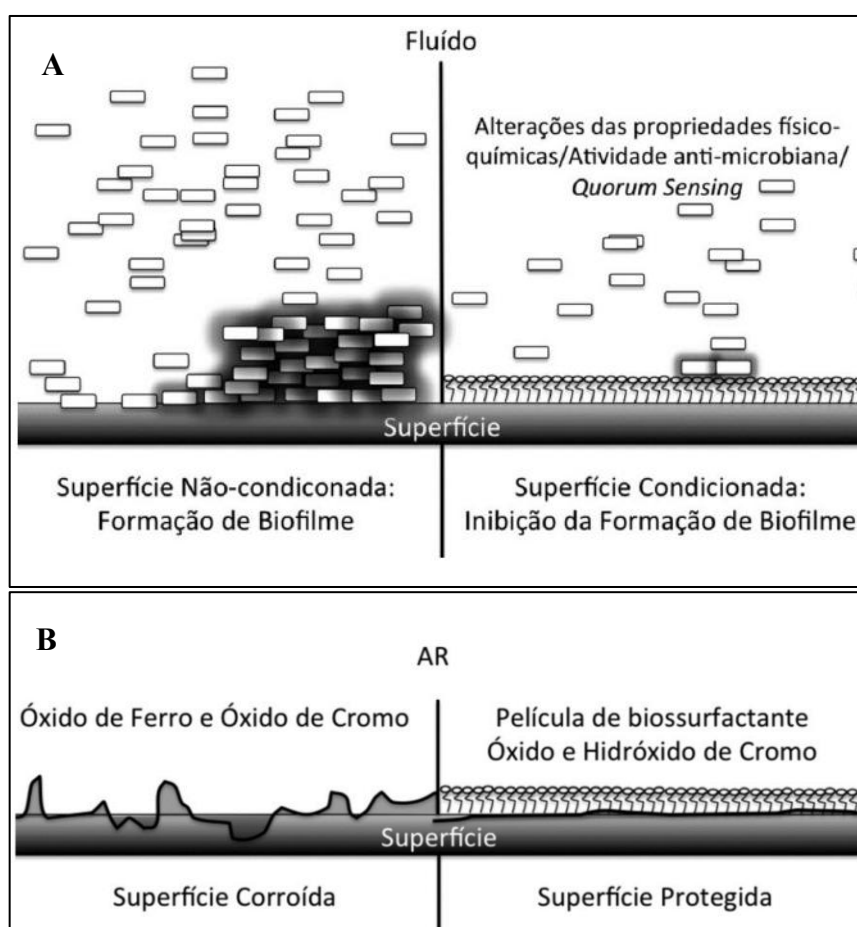 A
Fluído
Alterações das propriedades físico-
químicas/Atividade anti-microbiana/
Quorum Sensing
Superfície
Superfície Não-condiconada:
Formação de Biofilme
Superfície Condicionada:
Inibição da Formação de Biofilme
B
AR
Óxido de Ferro e Óxido de Cromo
Película de biossurfactante
Óxido e Hidróxido de Cromo
Superfície
Superfície Corroída
Superfície Protegida